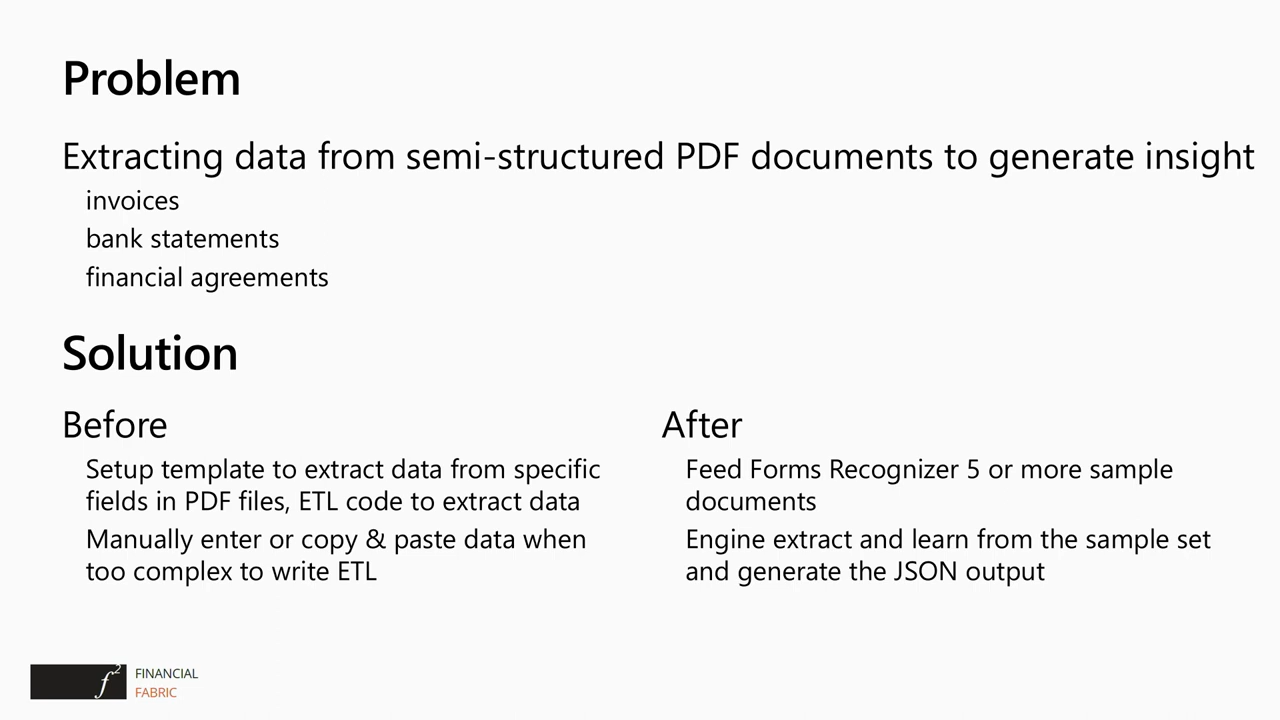 Problem
Extracting data from semi-structured PDF documents to generate insight
invoices
bank statements
financial agreements
Solution
Before
Setup template to extract data from specific
fields in PDF files, ETL code to extract data
Manually enter or copy & paste data when
too complex to write ETL
After
Feed Forms Recognizer 5 or more sample
documents
Engine extract and learn from the sample set
and generate the JSON output
f²
FINANCIAL
FABRIC